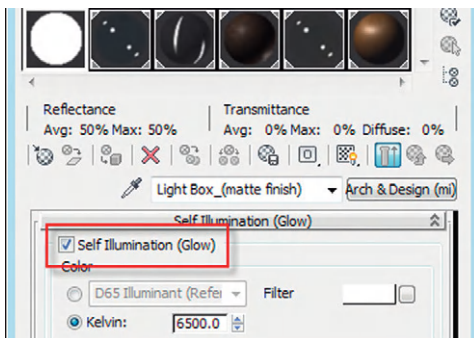 Reflectance Transmittance
Avg: 50% Max: 50% Avg: 0% Max: 0% Diffuse: 0%
Light Box_(matte finish) Arch & Design (mi)
Self Illumination (Glow)
Self Illumination (Glow)
Color
D65 Illuminant (Refer Filter
Kelvin: 6500.0